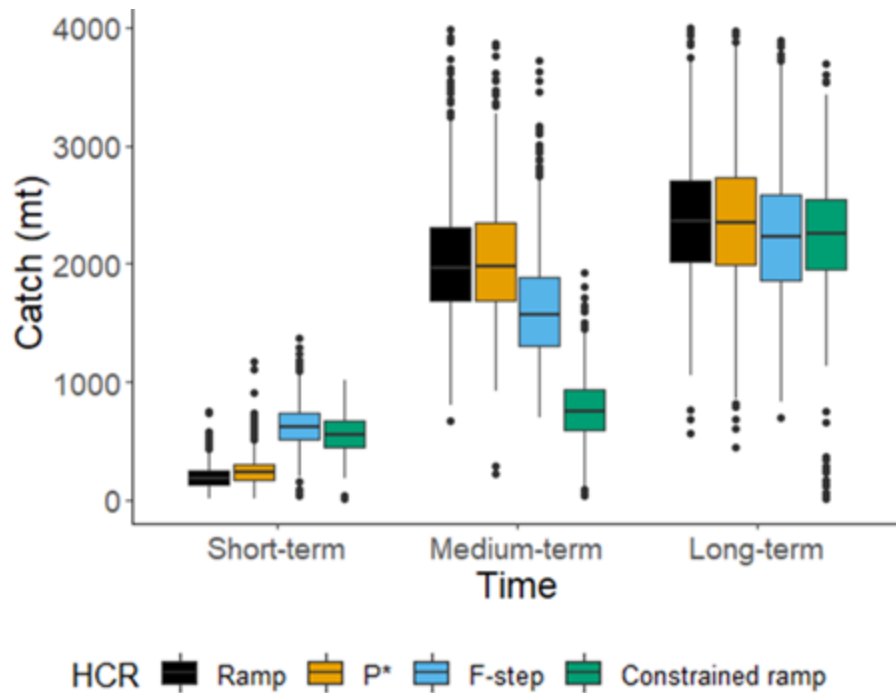 4000
3000
2000
1000
0
Catch (mt)
Short-term Medium-term Long-term
Time
HCR Ramp P* F-step Constrained ramp